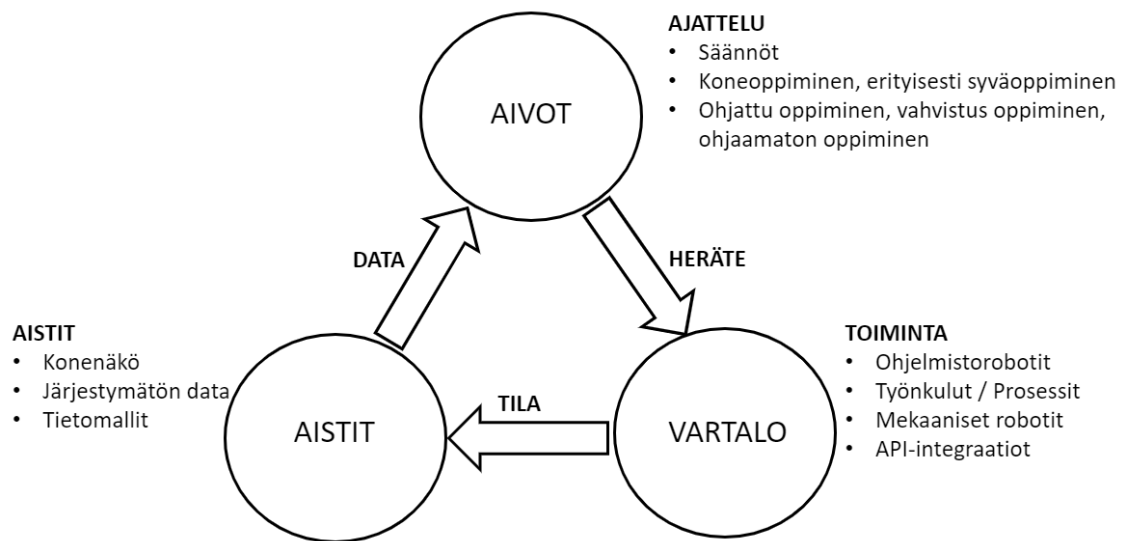 AJATTELU
• Säännöt
• Koneoppiminen, erityisesti syväoppiminen
• Ohjattu oppiminen, vahvistus oppiminen,
ohjaamaton oppiminen
AIVOT
DATA
HERÄTE
AISTIT
• Konenäkö
• Järjestymätön data
• Tietomallit
AISTIT
TILA
VARTALO
TOIMINTA
• Ohjelmistorobotit
• Työnkulut / Prosessit
• Mekaaniset robotit
• API-integraatiot